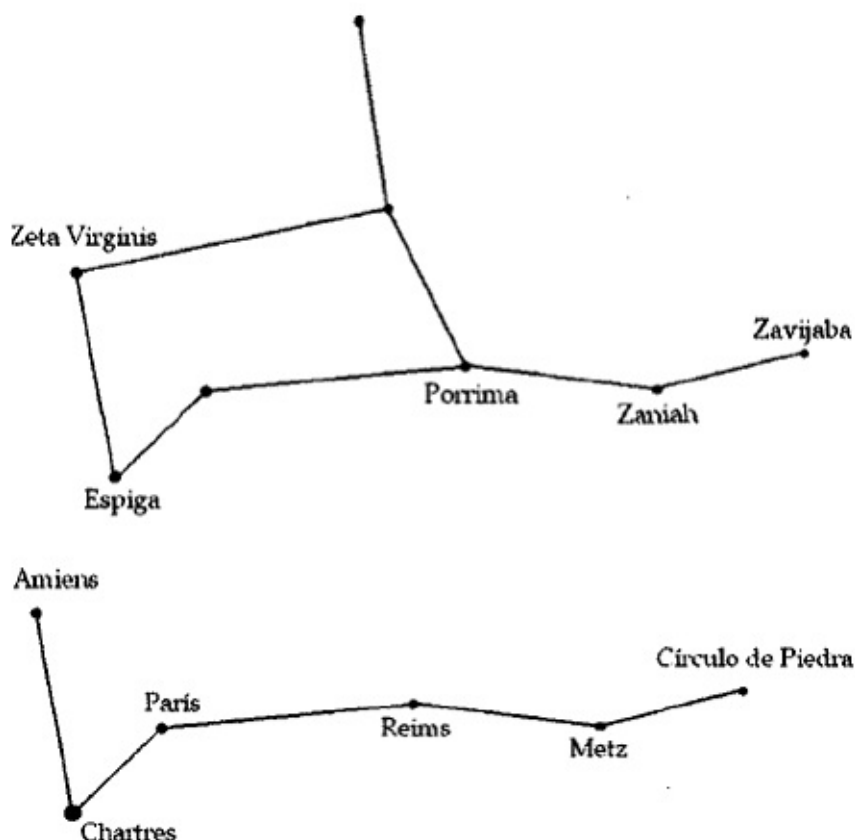 Zeta Virginis
Zavijaba
Porrima
Zaniah
Espiga
Amiens
Círculo de Piedra
París
Reims
Metz
Chartres